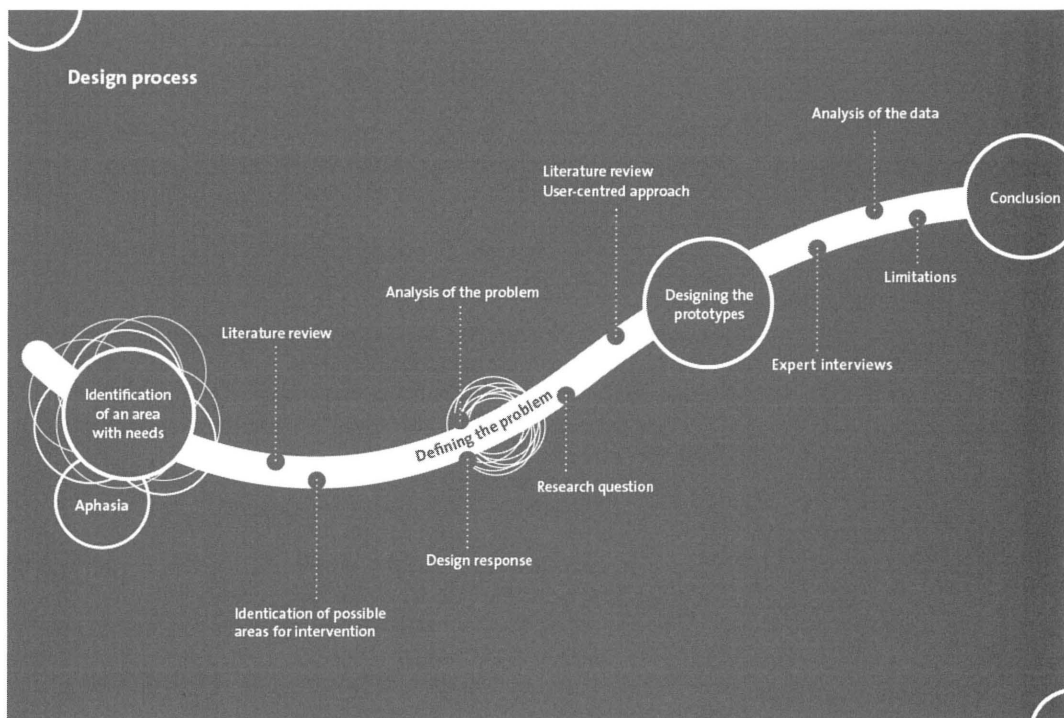 Design process
Identification
of an area
with needs
Aphasia
Literature review
Identication of possible
areas for intervention
Analysis of the problem
Defining the problem
Design response
Research question
Literature review
User-centred approach
Designing the
prototypes
Expert interviews
Analysis of the data
Limitations
Conclusion